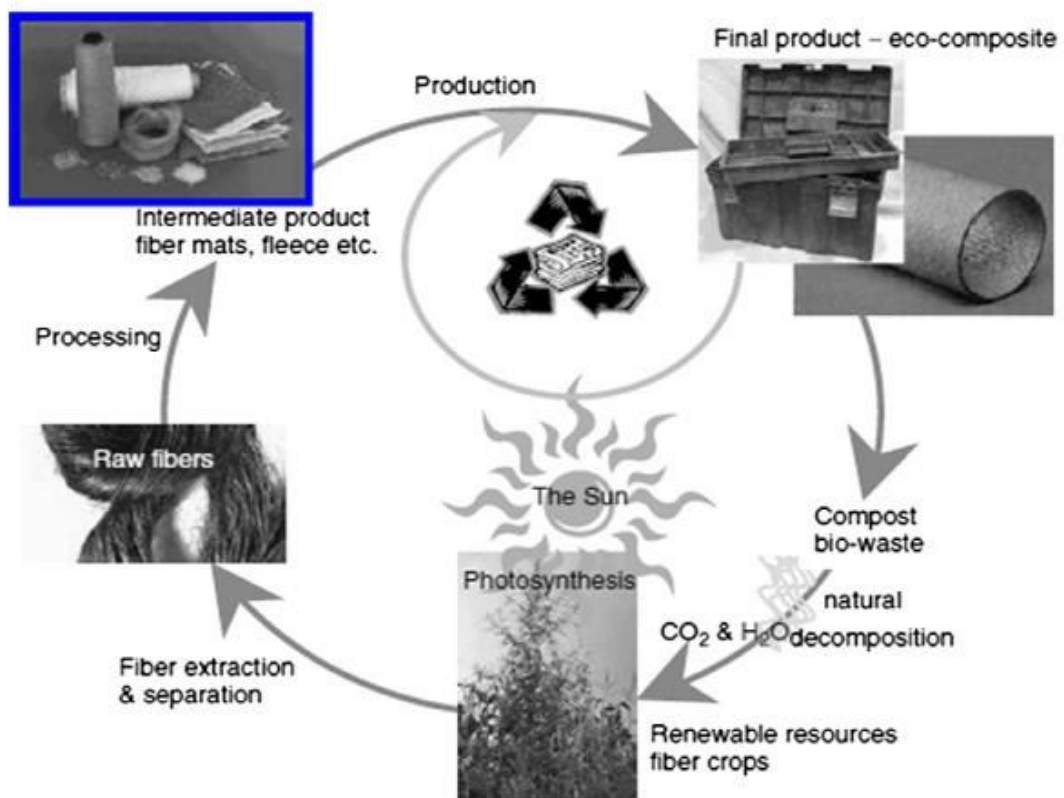 Final product – eco-composite
Production
Intermediate product
fiber mats, fleece etc.
Processing
Raw fibers
The Sun
Compost
bio-waste
Photosynthesis
natural
CO₂ & H₂O decomposition
Fiber extraction
& separation
Renewable resources
fiber crops